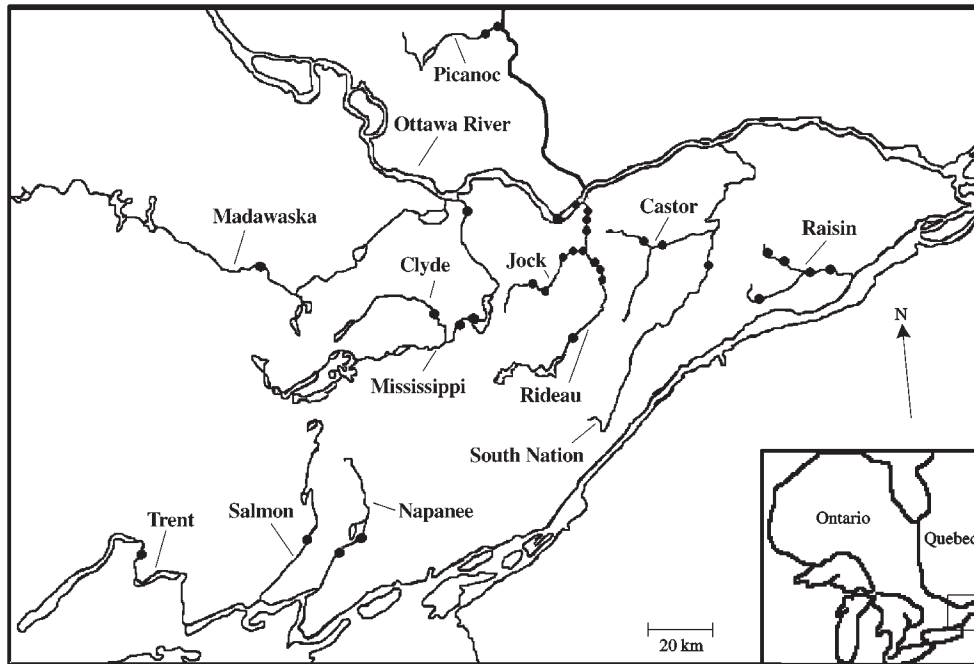 Picanoc
Ottawa River
Madawaska
Castor
Raisin
Clyde
Jock
N
Mississippi
Rideau
South Nation
Trent
Salmon
Napanee
Ontario
Quebec
20 km